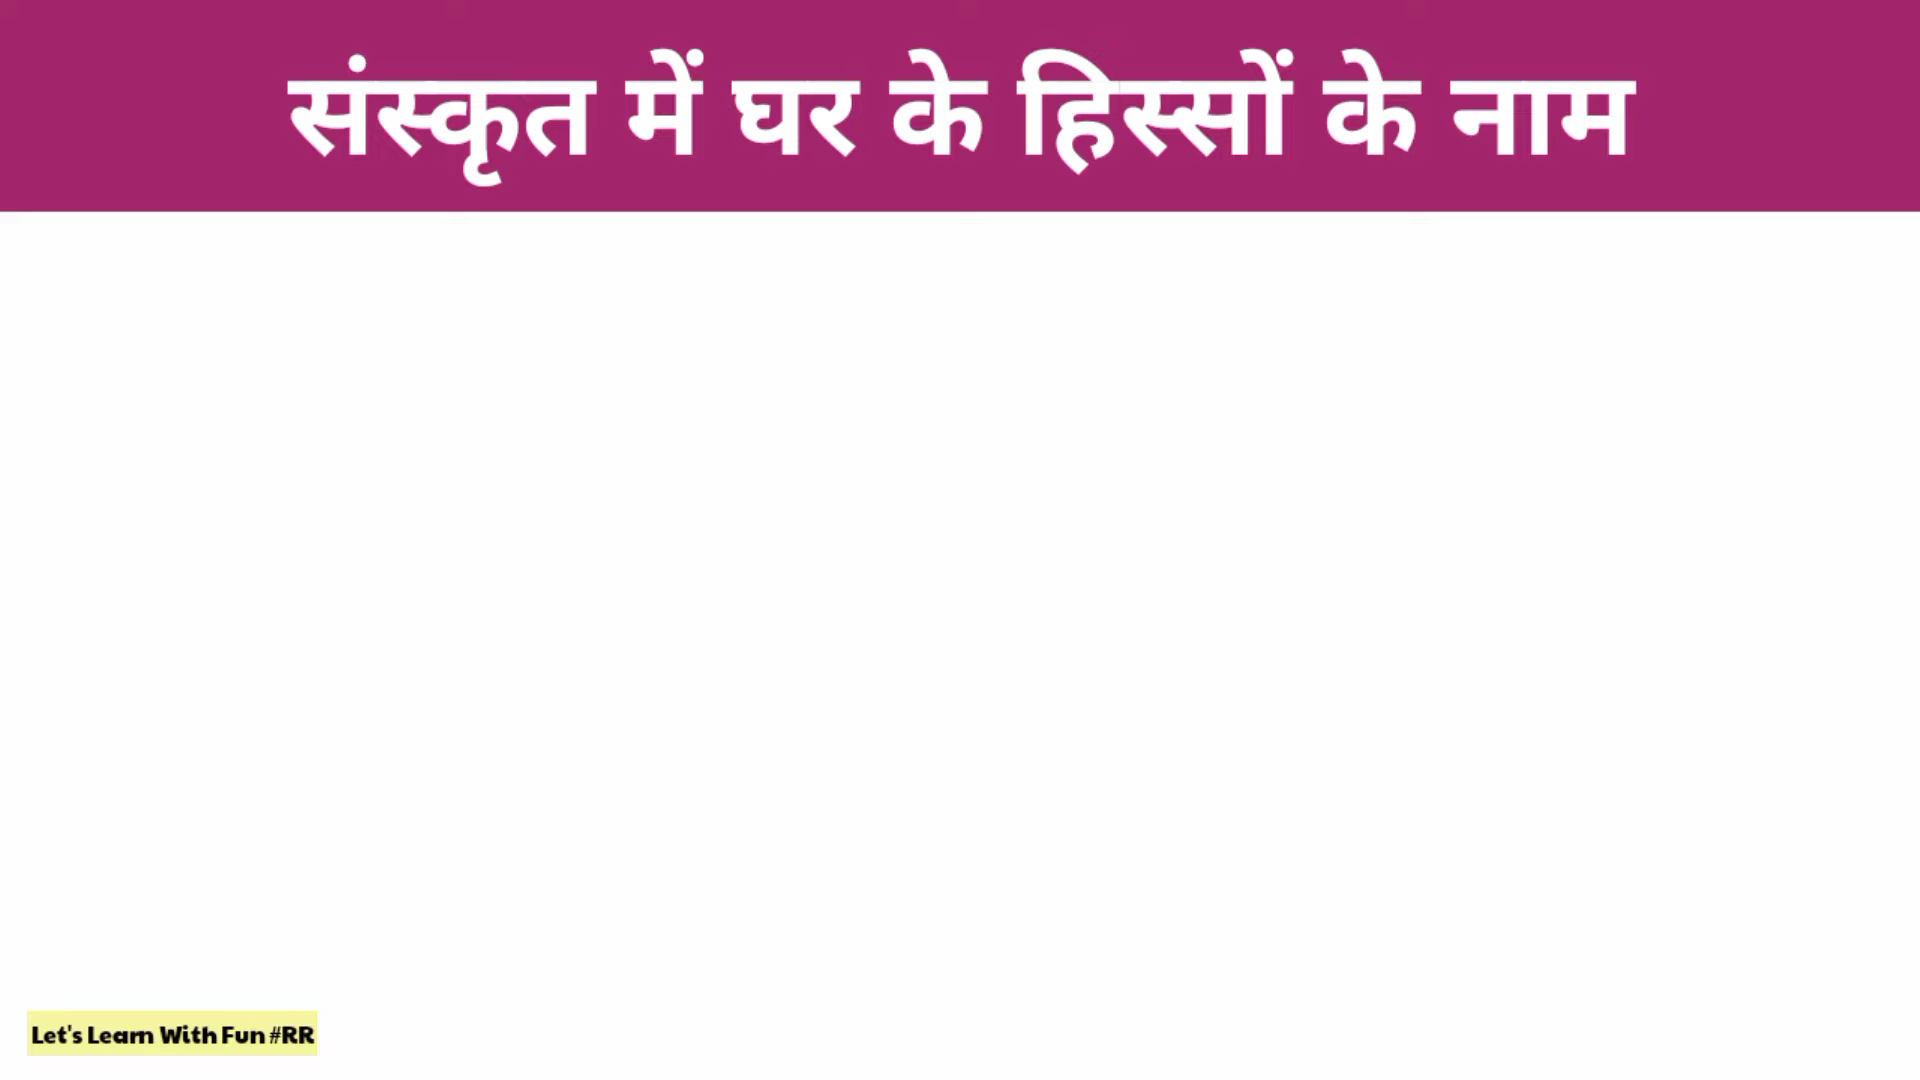 संस्कृत में घर के हिस्सों के नाम
Let's Learn With Fun #RR